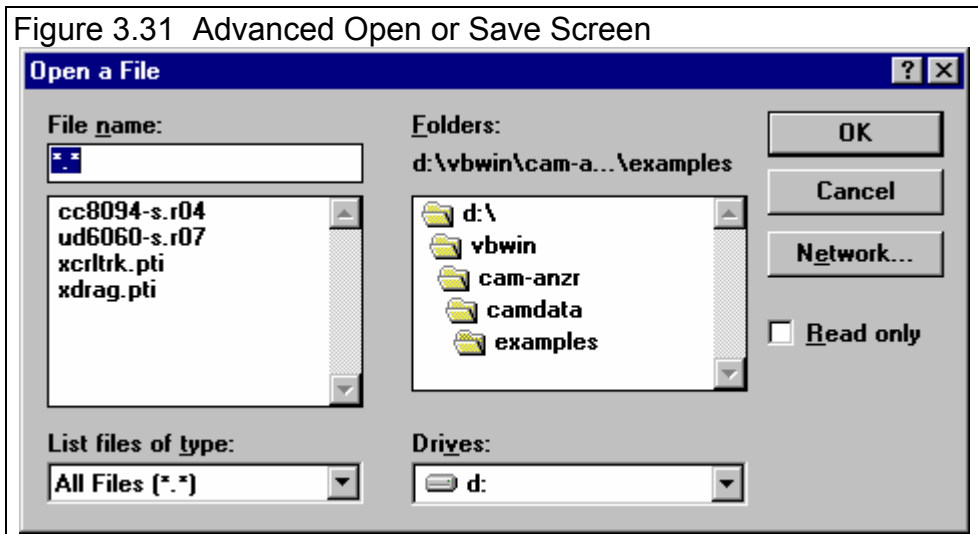 Figure 3.31 Advanced Open or Save Screen
Open a File
File name:
*.*
cc8094-s.r04
ud6060-s.r07
xcrltrk.pti
xdrag.pti
List files of type:
All Files (*.*)
Folders:
d:\vbwin\cam-a...\examples
d:\
vbwin
cam-anzr
camdata
examples
Drives:
d:
OK
Cancel
Network...
Read only